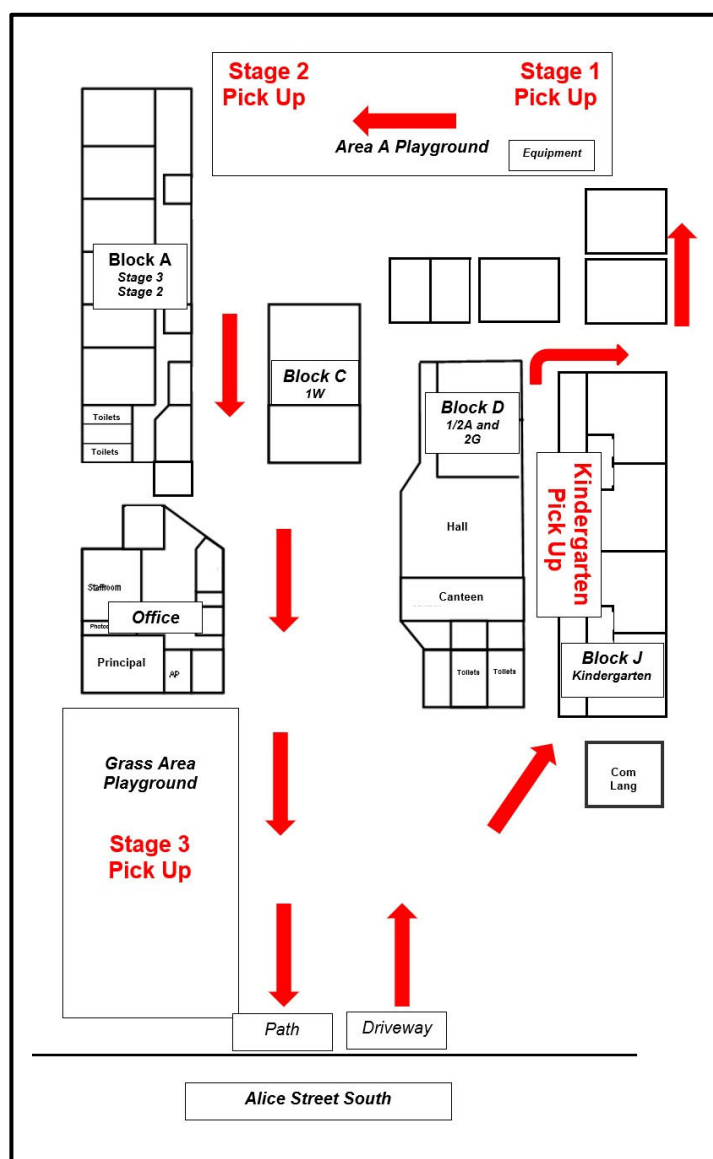 Stage 2
Pick Up
Stage 1
Pick Up
Area A Playground
Equipment
Block A
Stage 3
Stage 2
Toilets
Toilets
Block C
1W
Block D
1/2A and
2G
Hall
Canteen
Toilets
Toilets
Kindergarten
Pick Up
Block J
Kindergarten
Com
Lang
Staffroom
Office
Principal
AP
Grass Area
Playground
Stage 3
Pick Up
Path
Driveway
Alice Street South